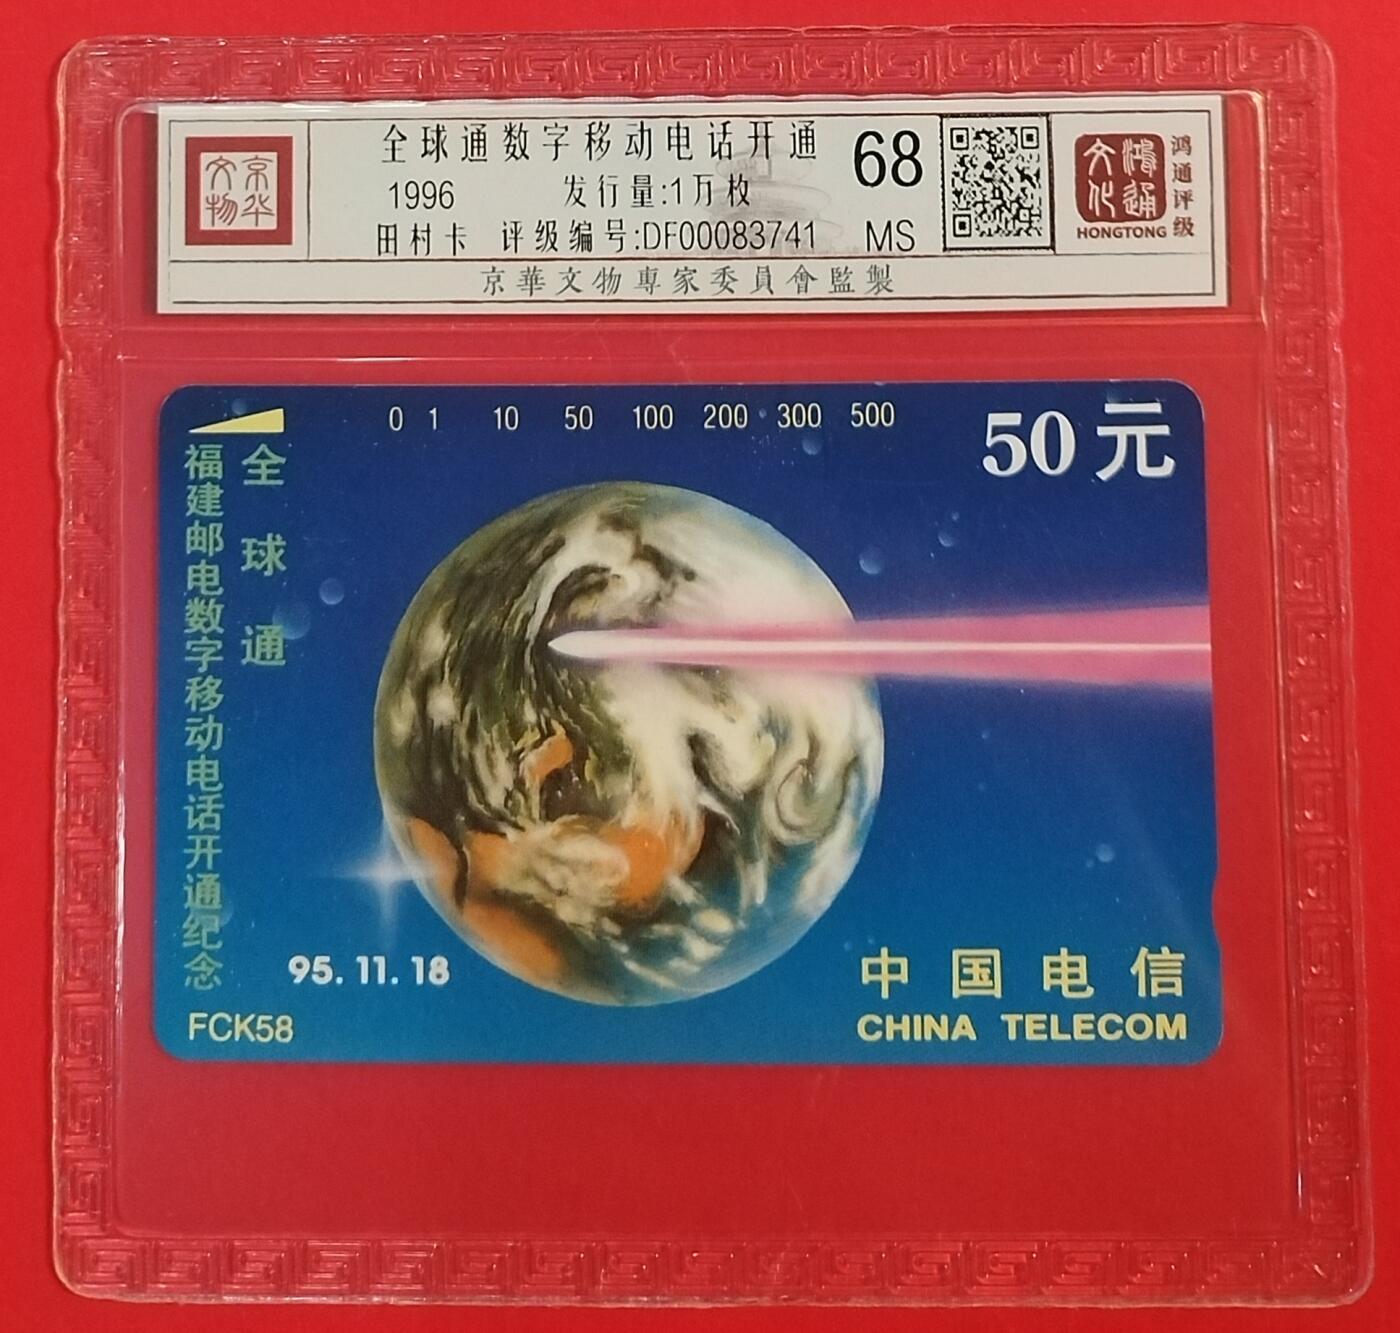 京华
文物
全球通数字移动电话开通
1996 发行量:1万枚
田村卡 评级编号:DF00083741
68
MS
鸿通
文化
HONGTONG
鸿通评级
京華文物專家委員會監製
0 1 10 50 100 200 300 500
50元
全球通
福建邮电数字移动电话开通纪念
95.11.18
FCK58
中国电信
CHINA TELECOM